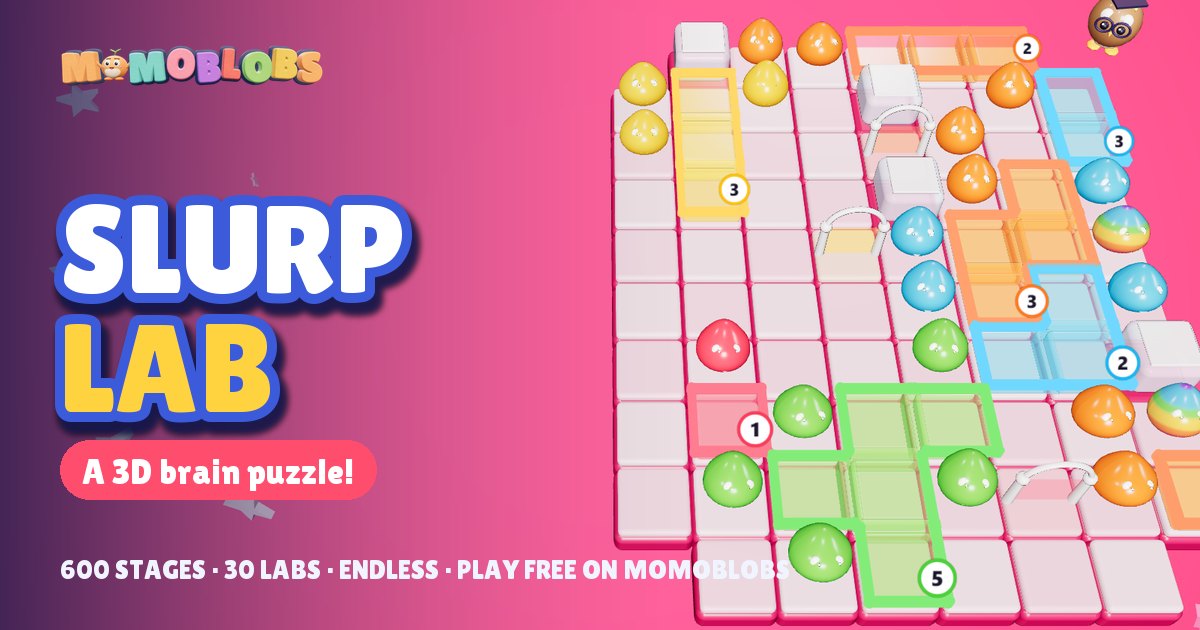 MOMOBLOBS
SLURP
LAB
A 3D brain puzzle!
600 STAGES · 30 LABS · ENDLESS · PLAY FREE ON MOMOBLOBS
2
3
3
3
2
1
5